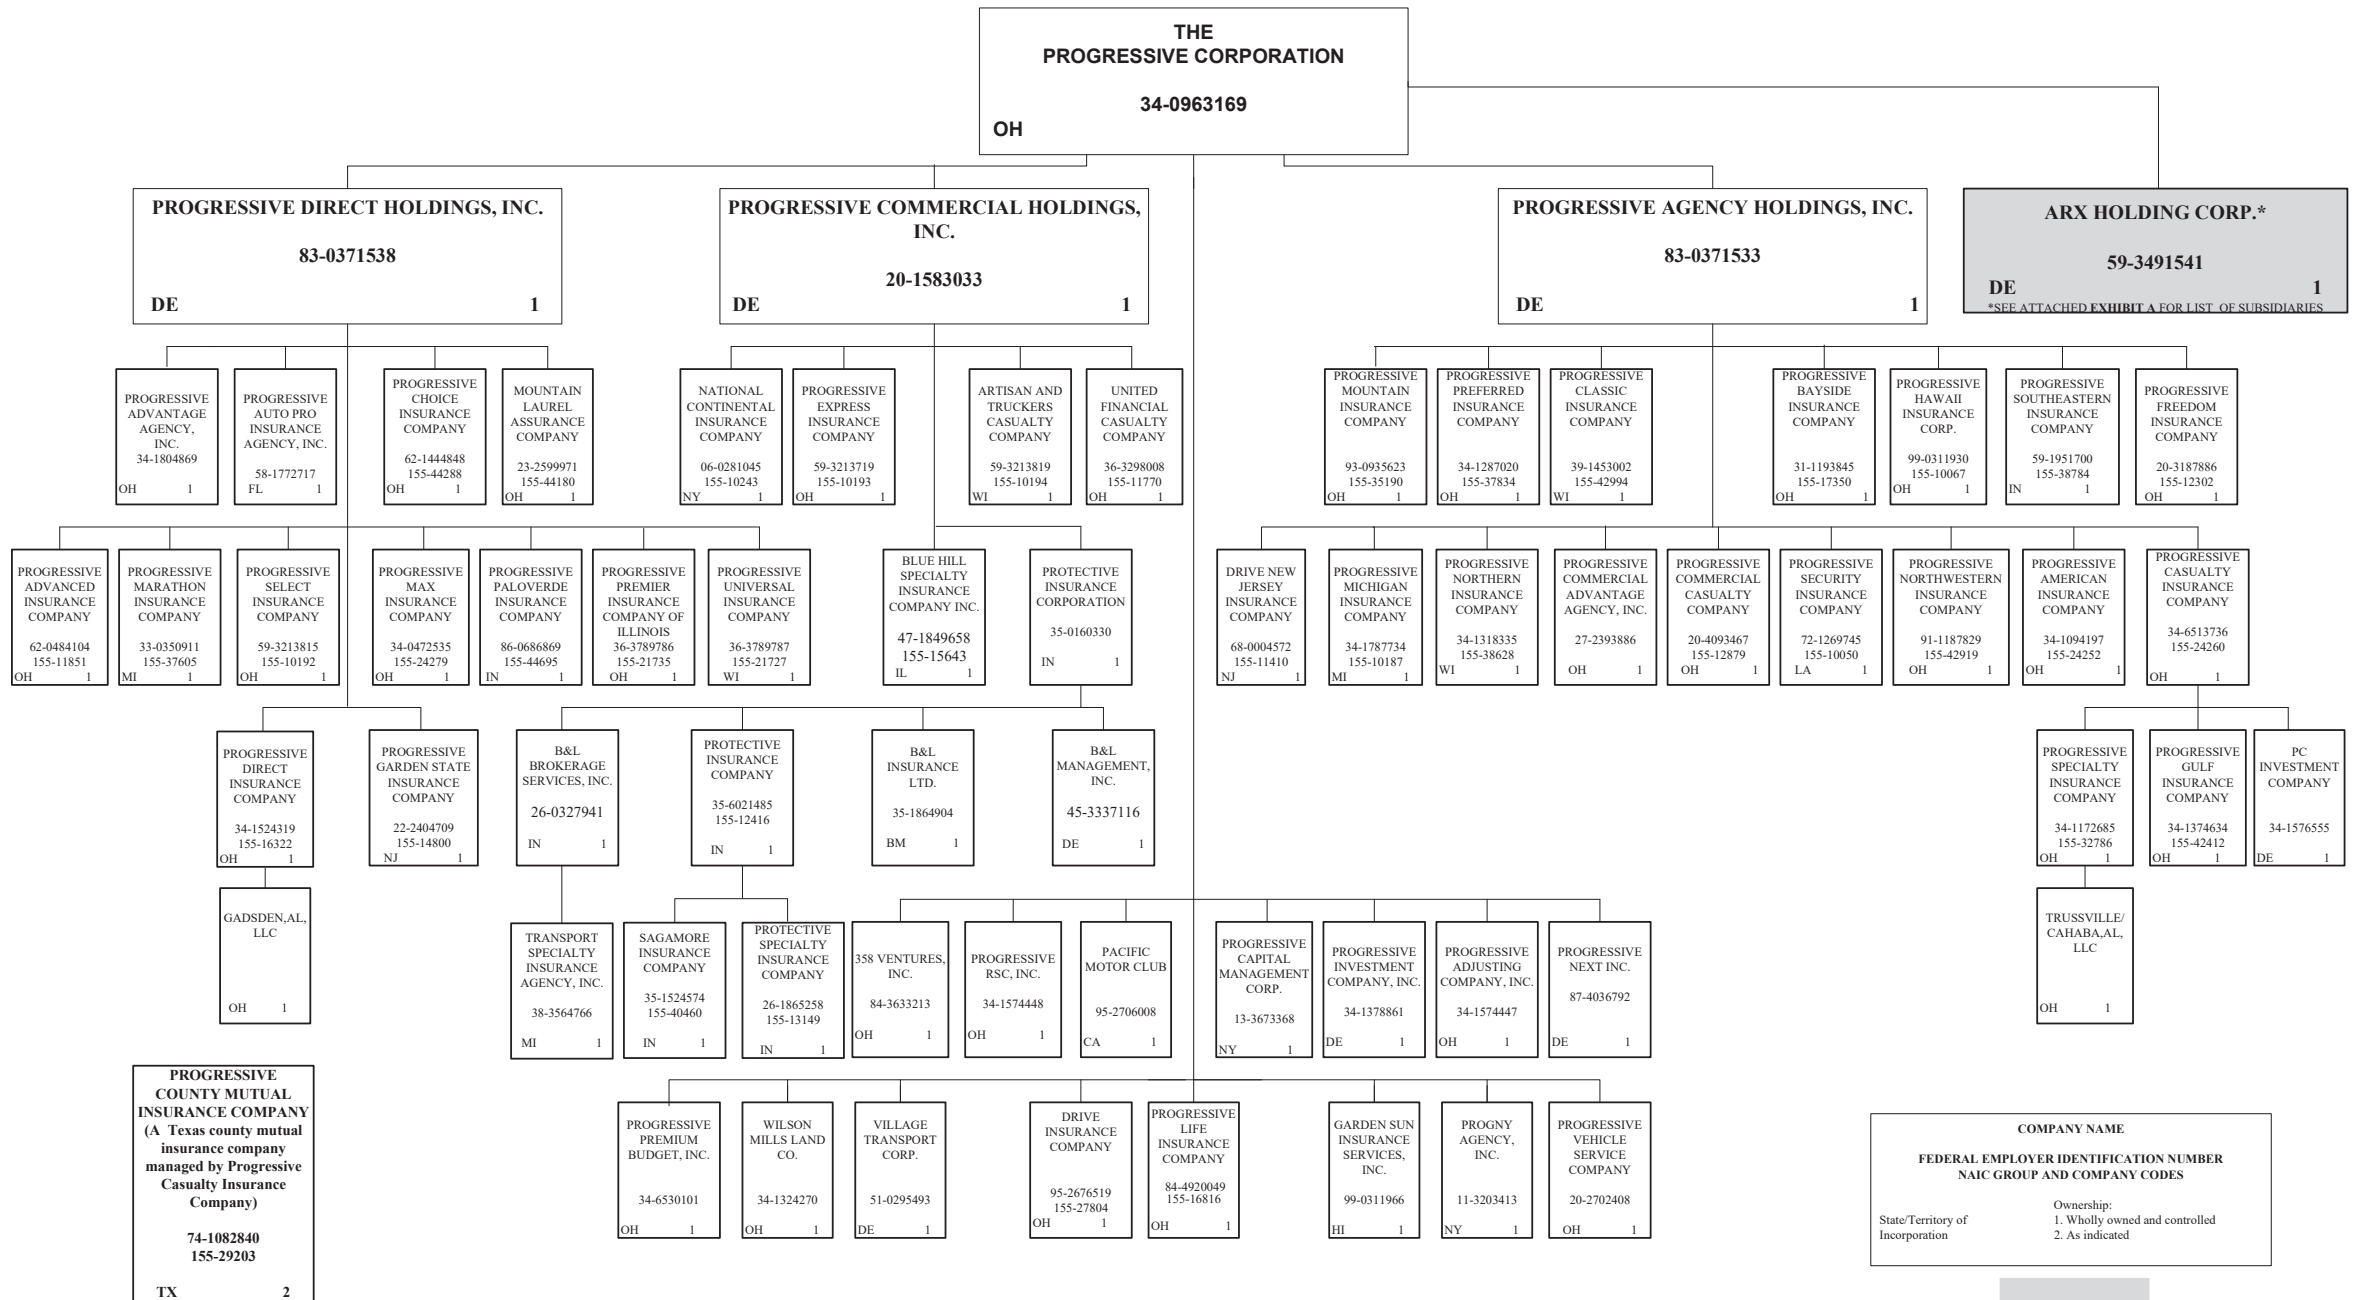 THE
PROGRESSIVE CORPORATION
34-0963169
OH
PROGRESSIVE DIRECT HOLDINGS, INC.
83-0371538
DE 1
PROGRESSIVE COMMERCIAL HOLDINGS,
INC.
20-1583033
DE 1
PROGRESSIVE AGENCY HOLDINGS, INC.
83-0371533
DE 1
ARX HOLDING CORP.*
59-3491541
DE 1
*SEE ATTACHED EXHIBIT A FOR LIST OF SUBSIDIARIES
PROGRESSIVE
ADVANTAGE
AGENCY,
INC.
34-1804869
OH 1
PROGRESSIVE
AUTO PRO
INSURANCE
AGENCY, INC.
58-1772717
FL 1
PROGRESSIVE
CHOICE
INSURANCE
COMPANY
62-1444848
155-44288
OH 1
MOUNTAIN
LAUREL
ASSURANCE
COMPANY
23-2599971
155-44180
OH 1
NATIONAL
CONTINENTAL
INSURANCE
COMPANY
06-0281045
155-10243
NY 1
PROGRESSIVE
EXPRESS
INSURANCE
COMPANY
59-3213719
155-10193
OH 1
ARTISAN AND
TRUCKERS
CASUALTY
COMPANY
59-3213819
155-10194
WI 1
UNITED
FINANCIAL
CASUALTY
COMPANY
36-3298008
155-11770
OH 1
PROGRESSIVE
MOUNTAIN
INSURANCE
COMPANY
93-0935623
155-35190
OH 1
PROGRESSIVE
PREFERRED
INSURANCE
COMPANY
34-1287020
155-37834
OH 1
PROGRESSIVE
CLASSIC
INSURANCE
COMPANY
39-1453002
155-42994
WI 1
PROGRESSIVE
BAYSIDE
INSURANCE
COMPANY
31-1193845
155-17350
OH 1
PROGRESSIVE
HAWAII
INSURANCE
CORP.
99-0311930
155-10067
OH 1
PROGRESSIVE
SOUTHEASTERN
INSURANCE
COMPANY
59-1951700
155-38784
IN 1
PROGRESSIVE
FREEDOM
INSURANCE
COMPANY
20-3187886
155-12302
OH 1
PROGRESSIVE
ADVANCED
INSURANCE
COMPANY
62-0484104
155-11851
OH 1
PROGRESSIVE
MARATHON
INSURANCE
COMPANY
33-0350911
155-37605
MI 1
PROGRESSIVE
SELECT
INSURANCE
COMPANY
59-3213815
155-10192
OH 1
PROGRESSIVE
MAX
INSURANCE
COMPANY
34-0472535
155-24279
OH 1
PROGRESSIVE
PALOVERDE
INSURANCE
COMPANY
86-0686869
155-44695
IN 1
PROGRESSIVE
PREMIER
INSURANCE
COMPANY OF
ILLINOIS
36-3789786
155-21735
OH 1
PROGRESSIVE
UNIVERSAL
INSURANCE
COMPANY
36-3789787
155-21727
WI 1
BLUE HILL
SPECIALTY
INSURANCE
COMPANY INC.
47-1849658
155-15643
IL 1
PROTECTIVE
INSURANCE
CORPORATION
35-0160330
IN 1
DRIVE NEW
JERSEY
INSURANCE
COMPANY
68-0004572
155-11410
NJ 1
PROGRESSIVE
MICHIGAN
INSURANCE
COMPANY
34-1787734
155-10187
MI 1
PROGRESSIVE
NORTHERN
INSURANCE
COMPANY
34-1318335
155-38628
WI 1
PROGRESSIVE
COMMERCIAL
ADVANTAGE
AGENCY, INC.
27-2393886
OH 1
PROGRESSIVE
COMMERCIAL
CASUALTY
COMPANY
20-4093467
155-12879
OH 1
PROGRESSIVE
SECURITY
INSURANCE
COMPANY
72-1269745
155-10050
LA 1
PROGRESSIVE
NORTHWESTERN
INSURANCE
COMPANY
91-1187829
155-42919
OH 1
PROGRESSIVE
AMERICAN
INSURANCE
COMPANY
34-1094197
155-24252
OH 1
PROGRESSIVE
CASUALTY
INSURANCE
COMPANY
34-6513736
155-24260
OH 1
PROGRESSIVE
DIRECT
INSURANCE
COMPANY
34-1524319
155-16322
OH 1
PROGRESSIVE
GARDEN STATE
INSURANCE
COMPANY
22-2404709
155-14800
NJ 1
B&L
BROKERAGE
SERVICES, INC.
26-0327941
IN 1
PROTECTIVE
INSURANCE
COMPANY
35-6021485
155-12416
IN 1
B&L
INSURANCE
LTD.
35-1864904
BM 1
B&L
MANAGEMENT,
INC.
45-3337116
DE 1
PROGRESSIVE
SPECIALTY
INSURANCE
COMPANY
34-1172685
155-32786
OH 1
PROGRESSIVE
GULF
INSURANCE
COMPANY
34-1374634
155-42412
OH 1
PC
INVESTMENT
COMPANY
34-1576555
DE 1
GADSDEN,AL,
LLC
OH 1
TRANSPORT
SPECIALTY
INSURANCE
AGENCY, INC.
38-3564766
MI 1
SAGAMORE
INSURANCE
COMPANY
35-1524574
155-40460
IN 1
PROTECTIVE
SPECIALTY
INSURANCE
COMPANY
26-1865258
155-13149
IN 1
358 VENTURES,
INC.
84-3633213
OH 1
PROGRESSIVE
RSC, INC.
34-1574448
OH 1
PACIFIC
MOTOR CLUB
95-2706008
CA 1
PROGRESSIVE
CAPITAL
MANAGEMENT
CORP.
13-3673368
NY 1
PROGRESSIVE
INVESTMENT
COMPANY, INC.
34-1378861
DE 1
PROGRESSIVE
ADJUSTING
COMPANY, INC.
34-1574447
OH 1
PROGRESSIVE
NEXT INC.
87-4036792
DE 1
TRUSSVILLE/
CAHABA,AL,
LLC
OH 1
PROGRESSIVE
COUNTY MUTUAL
INSURANCE COMPANY
(A Texas county mutual
insurance company
managed by Progressive
Casualty Insurance
Company)
74-1082840
155-29203
TX 2
PROGRESSIVE
PREMIUM
BUDGET, INC.
34-6530101
OH 1
WILSON
MILLS LAND
CO.
34-1324270
OH 1
VILLAGE
TRANSPORT
CORP.
51-0295493
DE 1
DRIVE
INSURANCE
COMPANY
95-2676519
155-27804
OH 1
PROGRESSIVE
LIFE
INSURANCE
COMPANY
84-4920049
155-16816
OH 1
GARDEN SUN
INSURANCE
SERVICES,
INC.
99-0311966
HI 1
PROGNY
AGENCY,
INC.
11-3203413
NY 1
PROGRESSIVE
VEHICLE
SERVICE
COMPANY
20-2702408
OH 1
COMPANY NAME
FEDERAL EMPLOYER IDENTIFICATION NUMBER
NAIC GROUP AND COMPANY CODES
State/Territory of
Incorporation
Ownership:
1. Wholly owned and controlled
2. As indicated